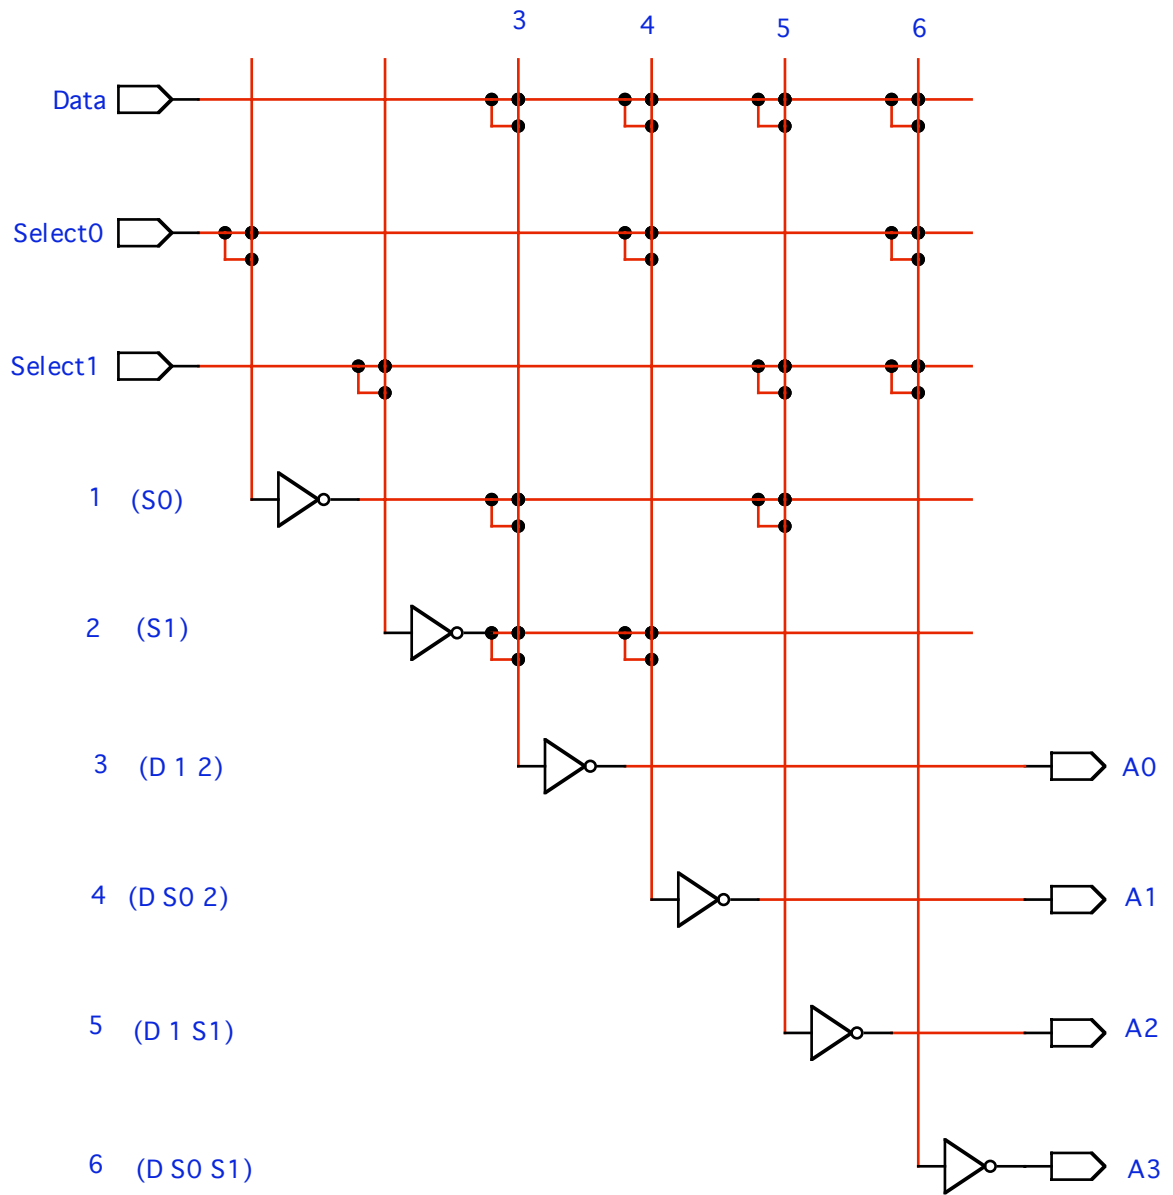 3 4 5 6
Data
Select0
Select1
1 (S0)
2 (S1)
3 (D 1 2) A0
4 (D S0 2) A1
5 (D 1 S1) A2
6 (D S0 S1) A3